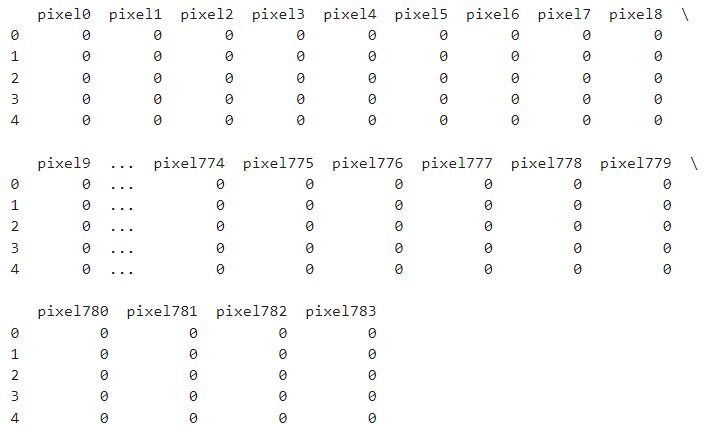 pixel0  pixel1  pixel2  pixel3  pixel4  pixel5  pixel6  pixel7  pixel8  \
0       0       0       0       0       0       0       0       0       0
1       0       0       0       0       0       0       0       0       0
2       0       0       0       0       0       0       0       0       0
3       0       0       0       0       0       0       0       0       0
4       0       0       0       0       0       0       0       0       0

   pixel9  ...  pixel774  pixel775  pixel776  pixel777  pixel778  pixel779  \
0       0  ...         0         0         0         0         0         0
1       0  ...         0         0         0         0         0         0
2       0  ...         0         0         0         0         0         0
3       0  ...         0         0         0         0         0         0
4       0  ...         0         0         0         0         0         0

   pixel780  pixel781  pixel782  pixel783
0         0         0         0         0
1         0         0         0         0
2         0         0         0         0
3         0         0         0         0
4         0         0         0         0